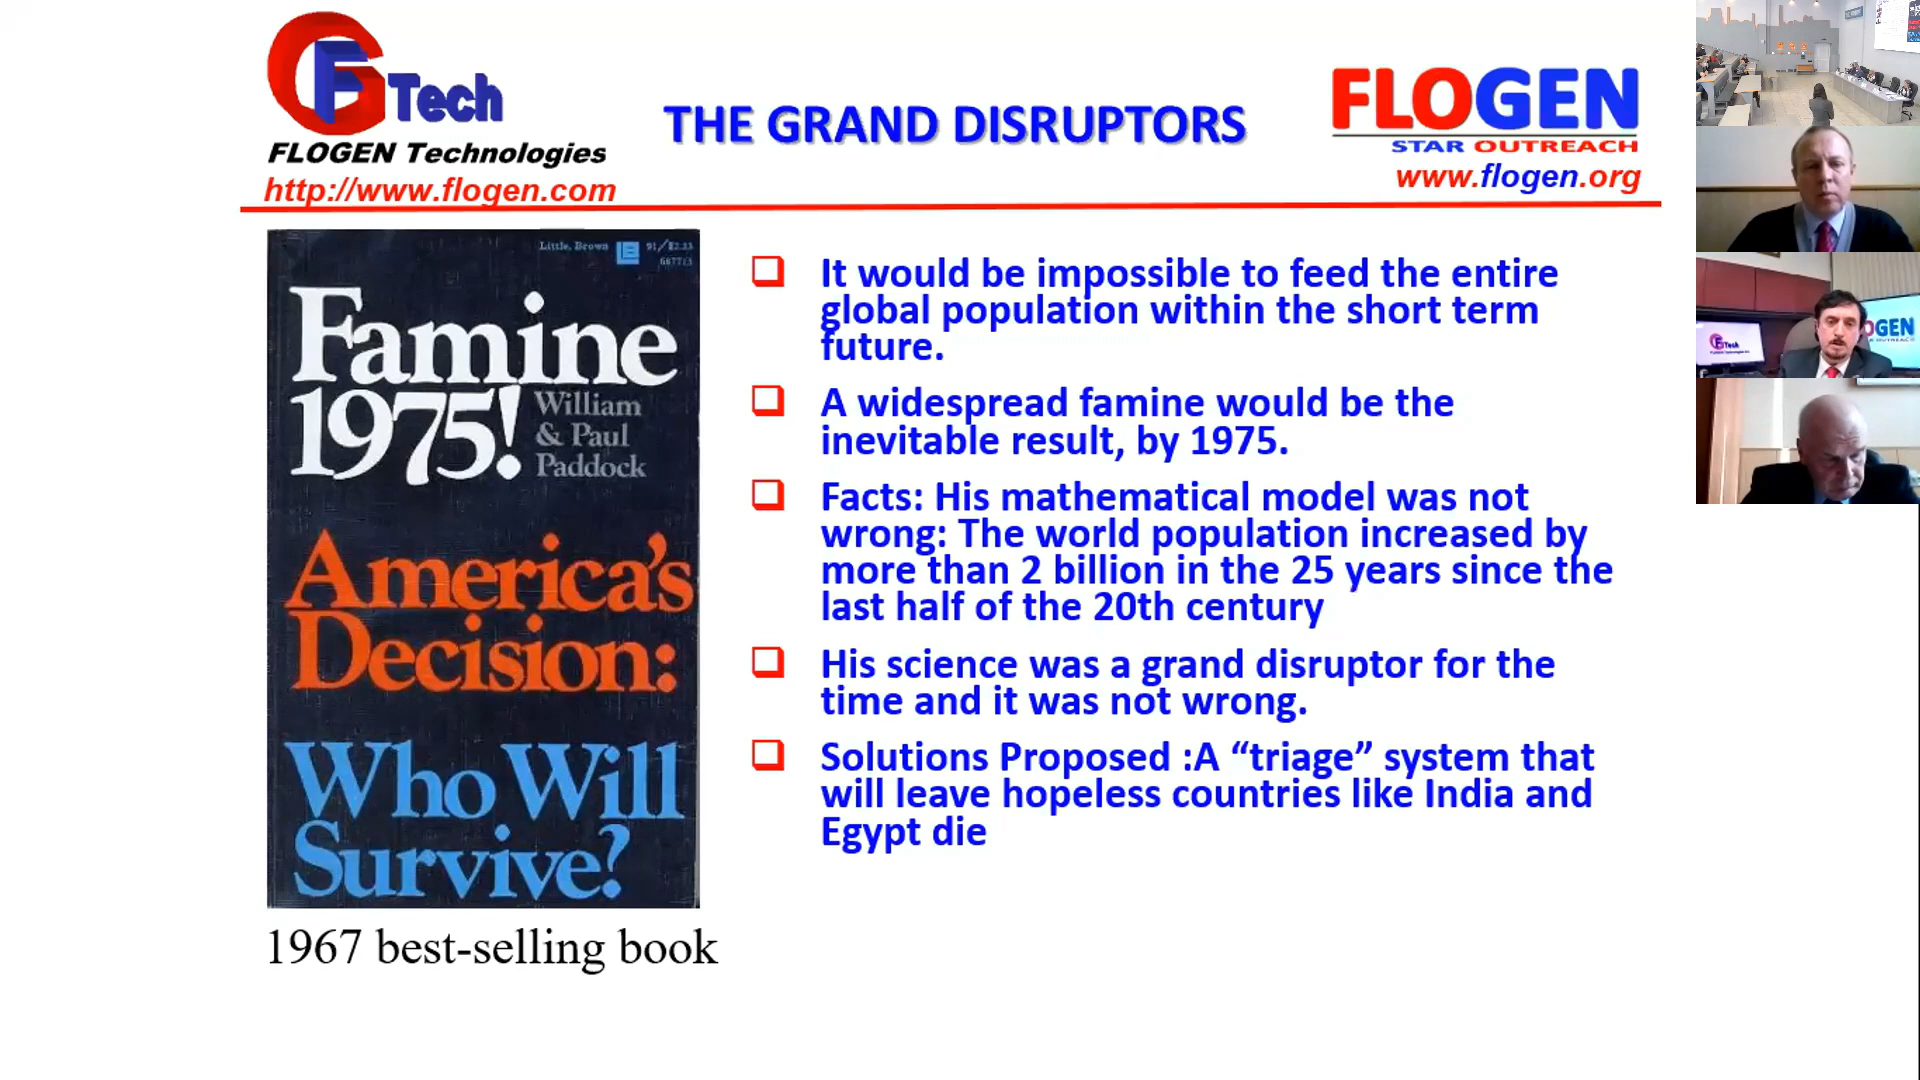 GF Tech
FLOGEN Technologies
http://www.flogen.com
THE GRAND DISRUPTORS
FLOGEN
STAR OUTREACH
www.flogen.org
Little, Brown
Famine
1975!
William
& Paul
Paddock
America's
Decision:
Who Will
Survive?
1967 best-selling book
It would be impossible to feed the entire
global population within the short term
future.
A widespread famine would be the
inevitable result, by 1975.
Facts: His mathematical model was not
wrong: The world population increased by
more than 2 billion in the 25 years since the
last half of the 20th century
His science was a grand disruptor for the
time and it was not wrong.
Solutions Proposed :A “triage” system that
will leave hopeless countries like India and
Egypt die